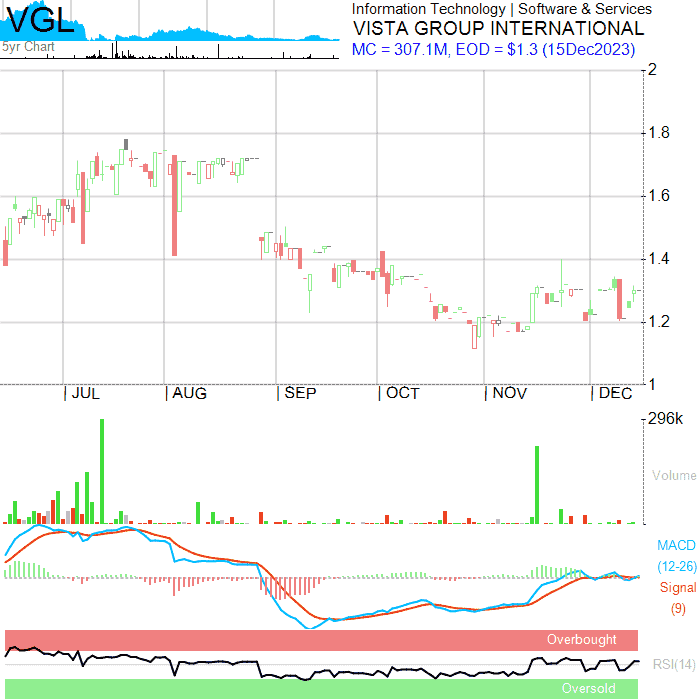 VGL
5yr Chart
Information Technology | Software & Services
VISTA GROUP INTERNATIONAL
MC = 307.1M, EOD = $1.3 (15Dec2023)
2
1.8
1.6
1.4
1.2
1
| JUL | AUG | SEP | OCT | NOV | DEC
296k
Volume
MACD
(12-26)
Signal
(9)
Overbought
RSI(14)
Oversold